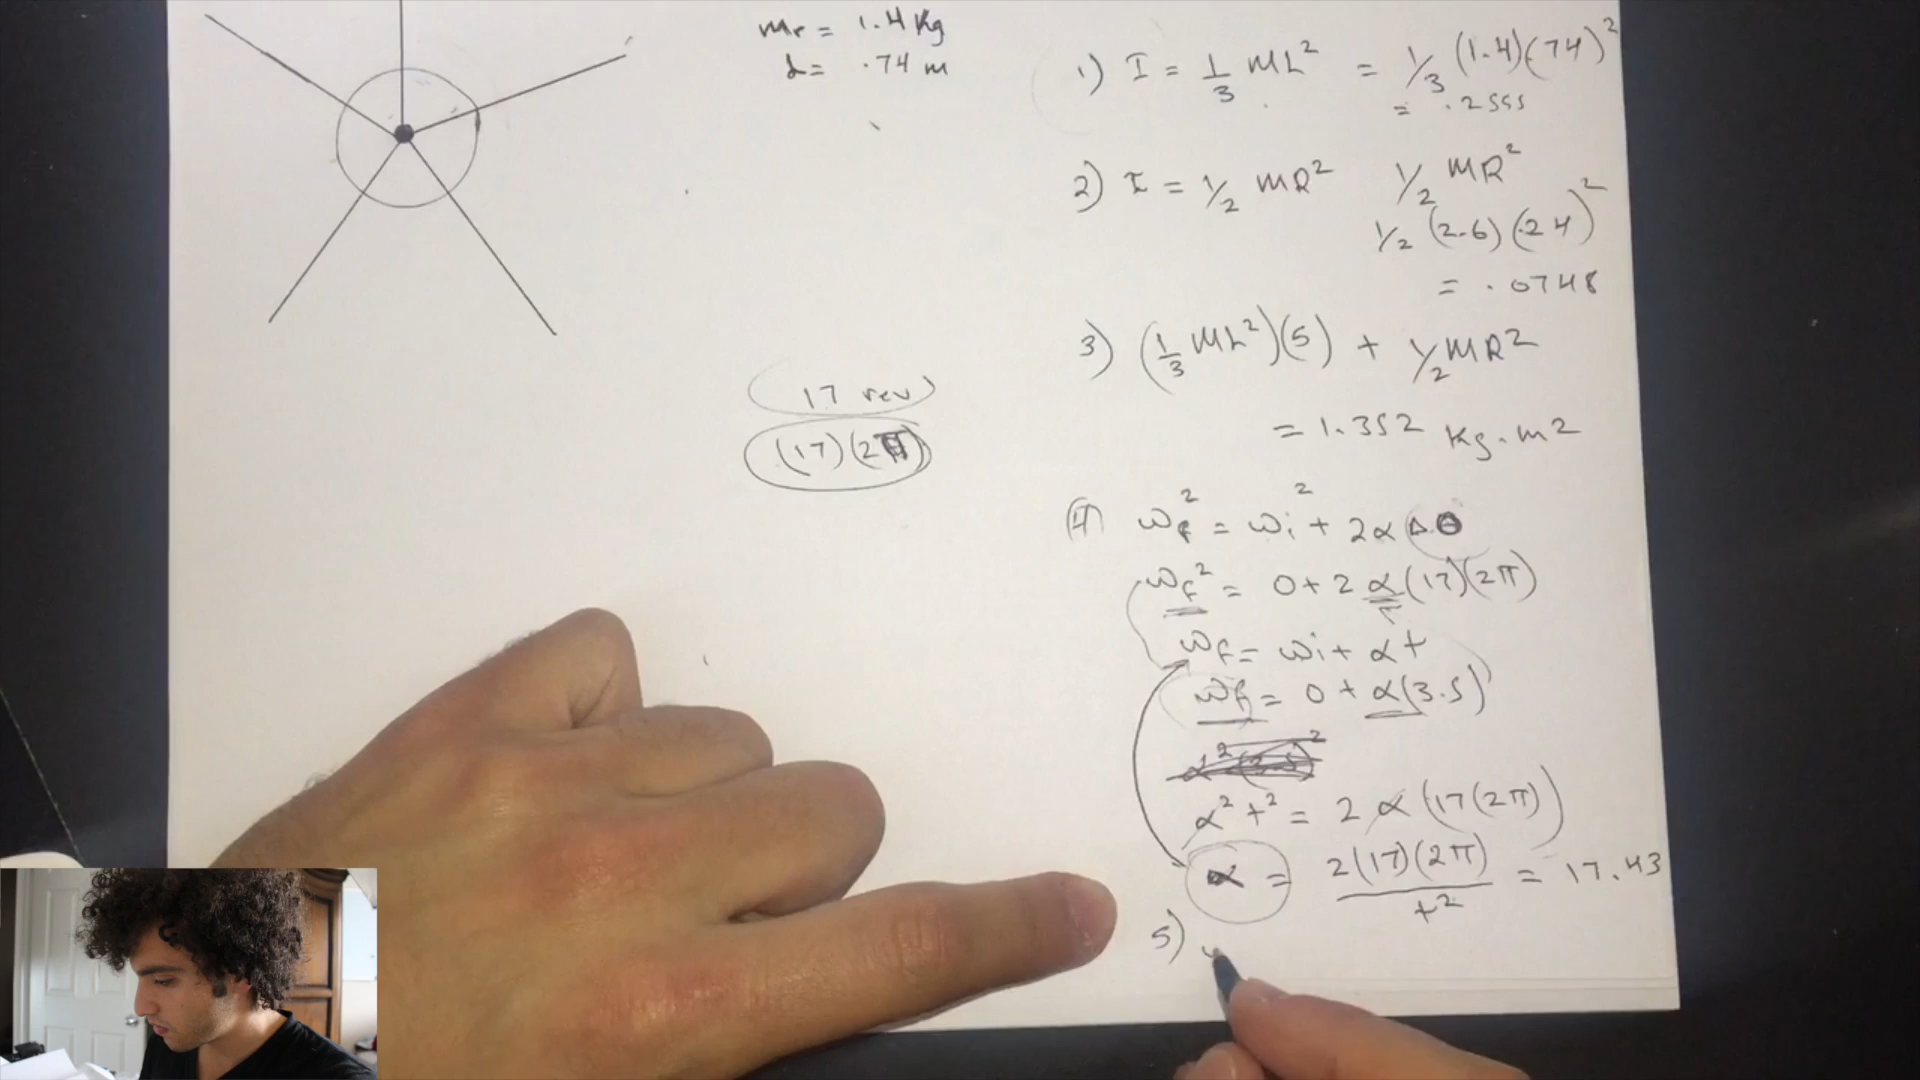 mr = 1.4 Kg
L = .74 m
17 rev
(17)(2π)
1) I = 1/3 ML² = 1/3 (1.4)(.74)²
= .2555
2) I = 1/2 MR² 1/2 MR²
1/2 (2.6)(.24)²
= .0748
3) (1/3 ML²)(5) + 1/2 MR²
= 1.352 Kg·m2
4) ωf² = ωi² + 2α Δθ
ωf² = 0 + 2 α (17)(2π)
ωf = ωi + αt
ωf = 0 + α(3.5)
α² t² = 2 α (17(2π))
α = 2(17)(2π)/t² = 17.43
5)